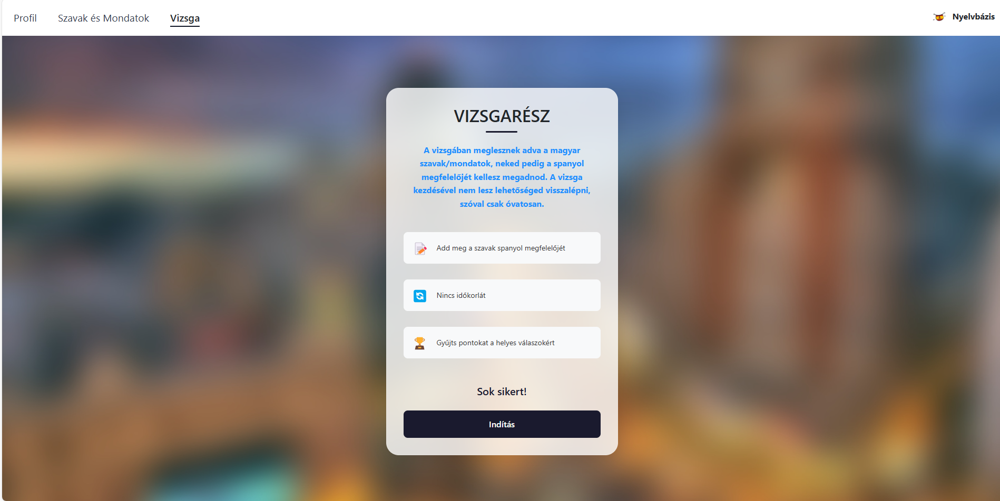 Profil
Szavak és Mondatok
Vizsga
Nyelvbázis
VIZSGARÉSZ
A vizsgában meglesznek adva a magyar
szavak/mondatok, neked pedig a spanyol
megfelelőjét kellesz megadnod. A vizsga
kezdésével nem lesz lehetőséged visszalépni,
szóval csak óvatosan.
Add meg a szavak spanyol megfelelőjét
Nincs időkorlát
Gyűjts pontokat a helyes válaszokért
Sok sikert!
Indítás